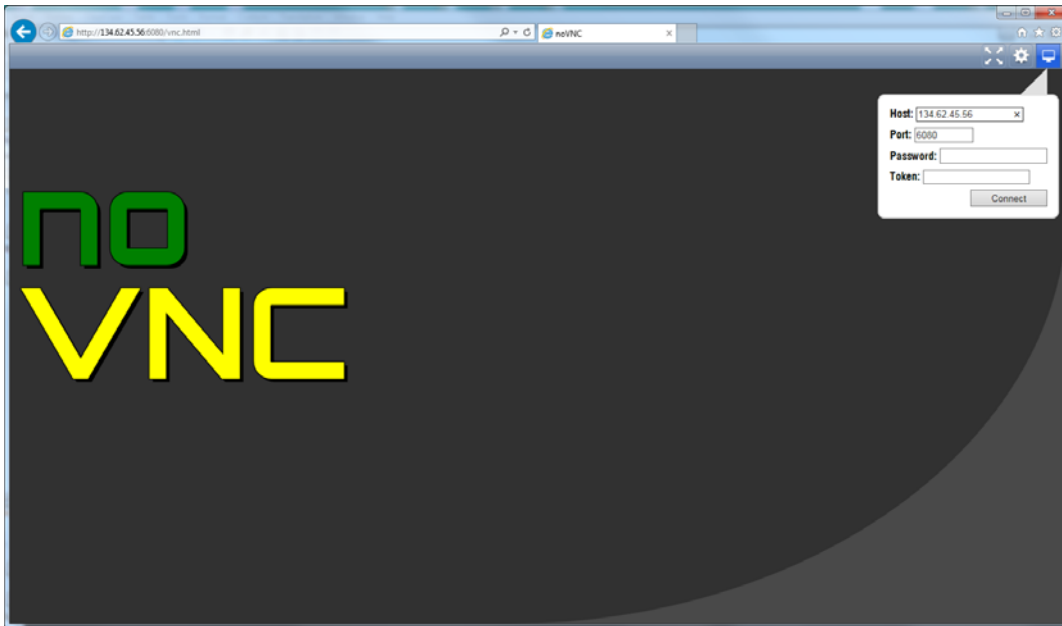 http://134.62.45.56:6080/vnc.html
noVNC
Host: 134.62.45.56
Port: 6080
Password:
Token:
Connect
no
VNC